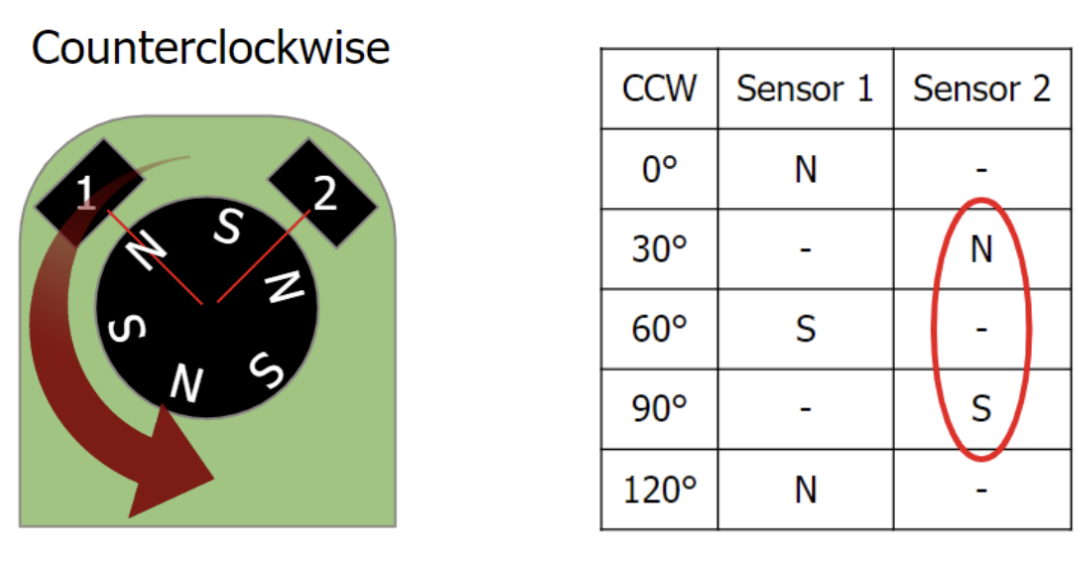 Counterclockwise
1
2
S
N
N
S
S
N
CCW Sensor 1 Sensor 2
0° N -
30° - N
60° S -
90° - S
120° N -